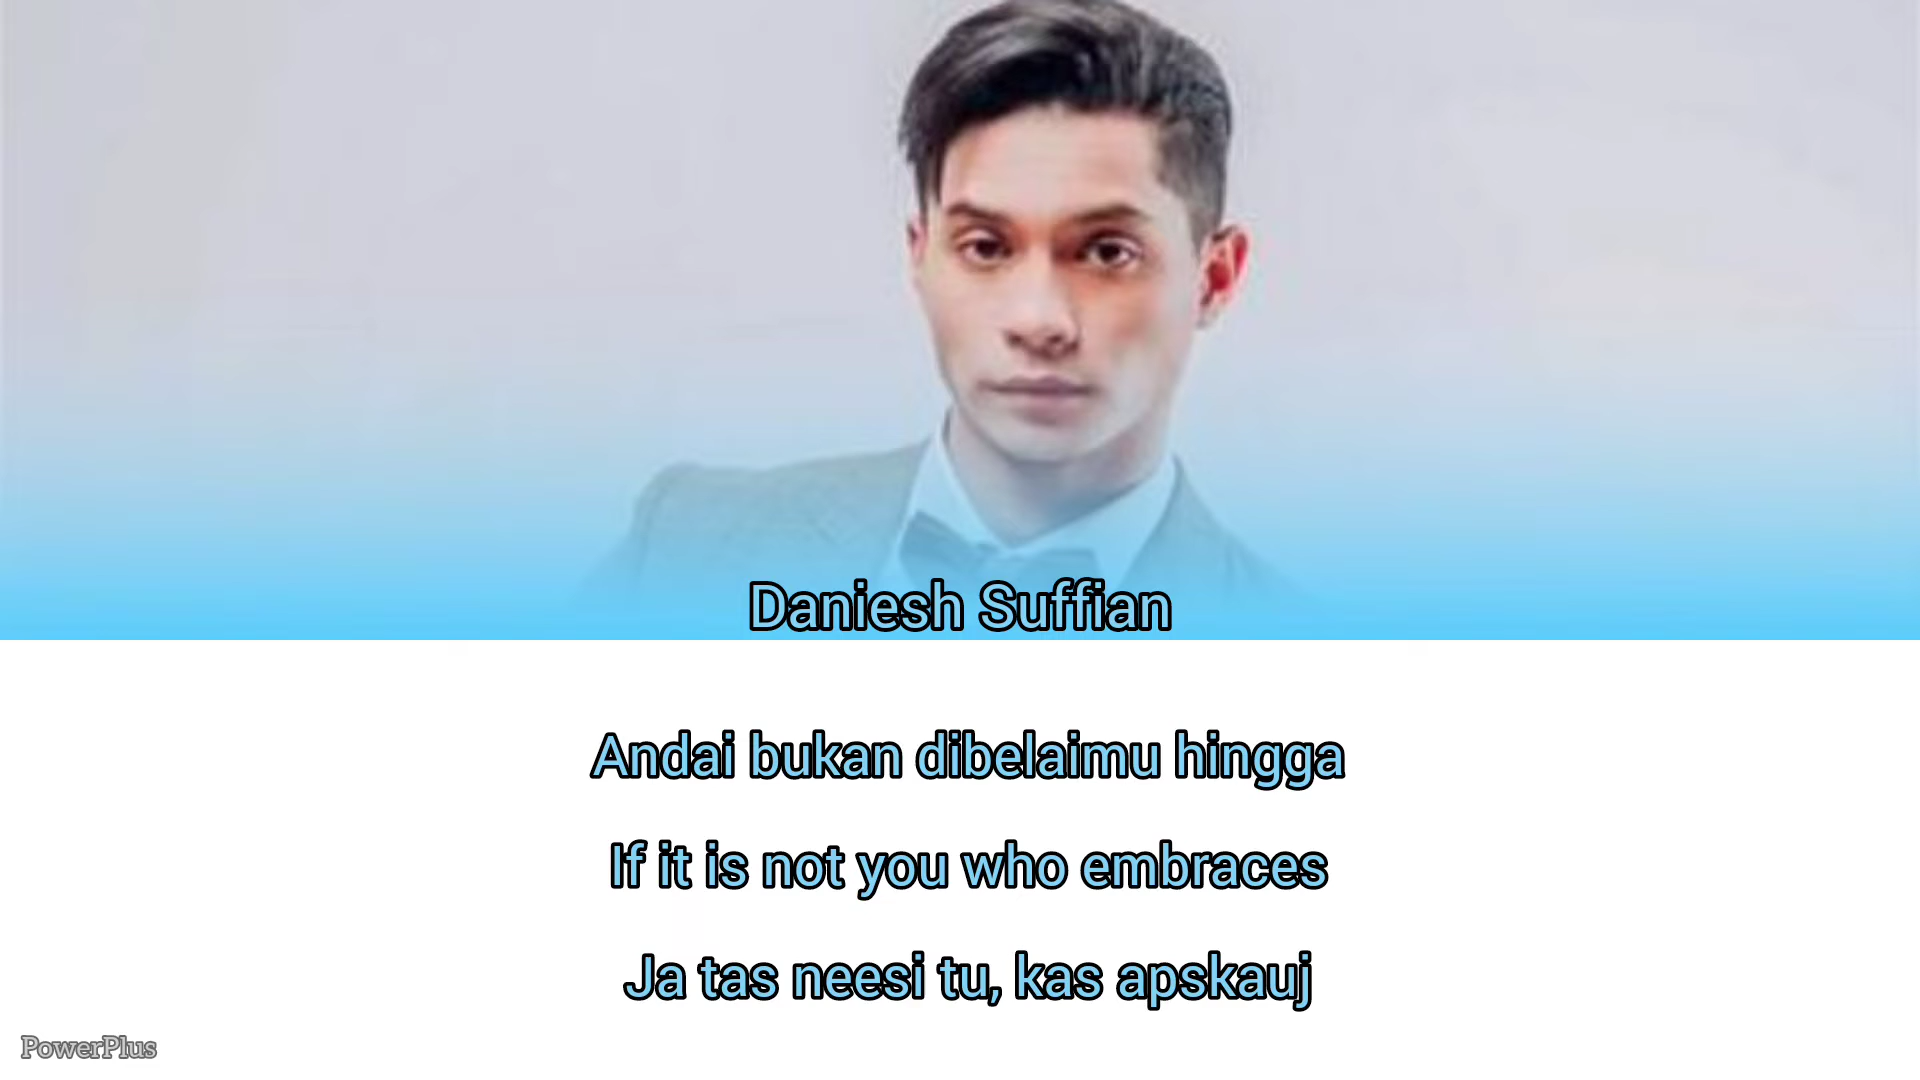 Daniesh Suffian
Andai bukan dibelaimu hingga
If it is not you who embraces
Ja tas neesi tu, kas apskauj
PowerPlus